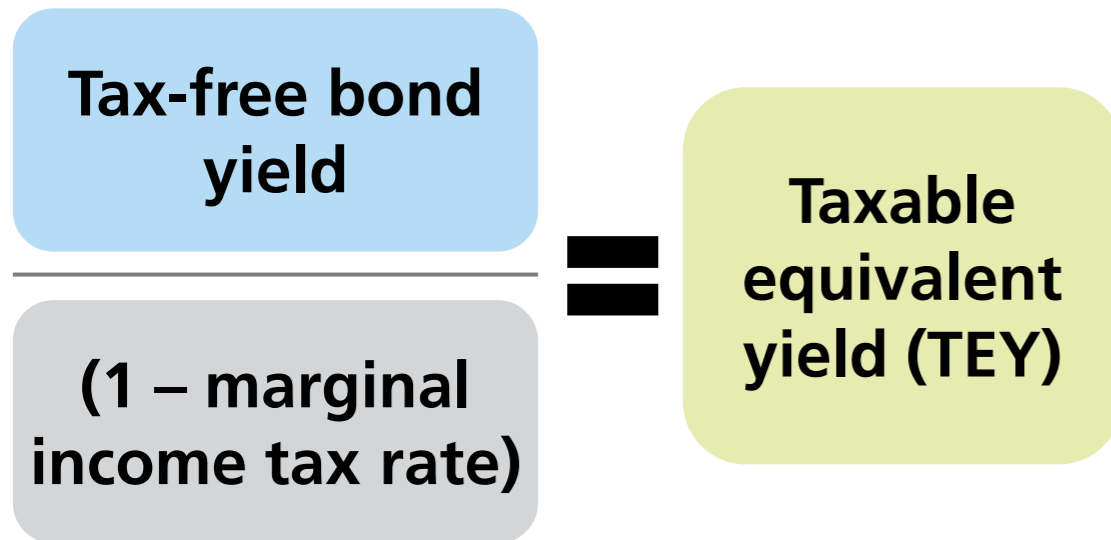 Tax-free bond
yield
(1 – marginal
income tax rate)
=
Taxable
equivalent
yield (TEY)